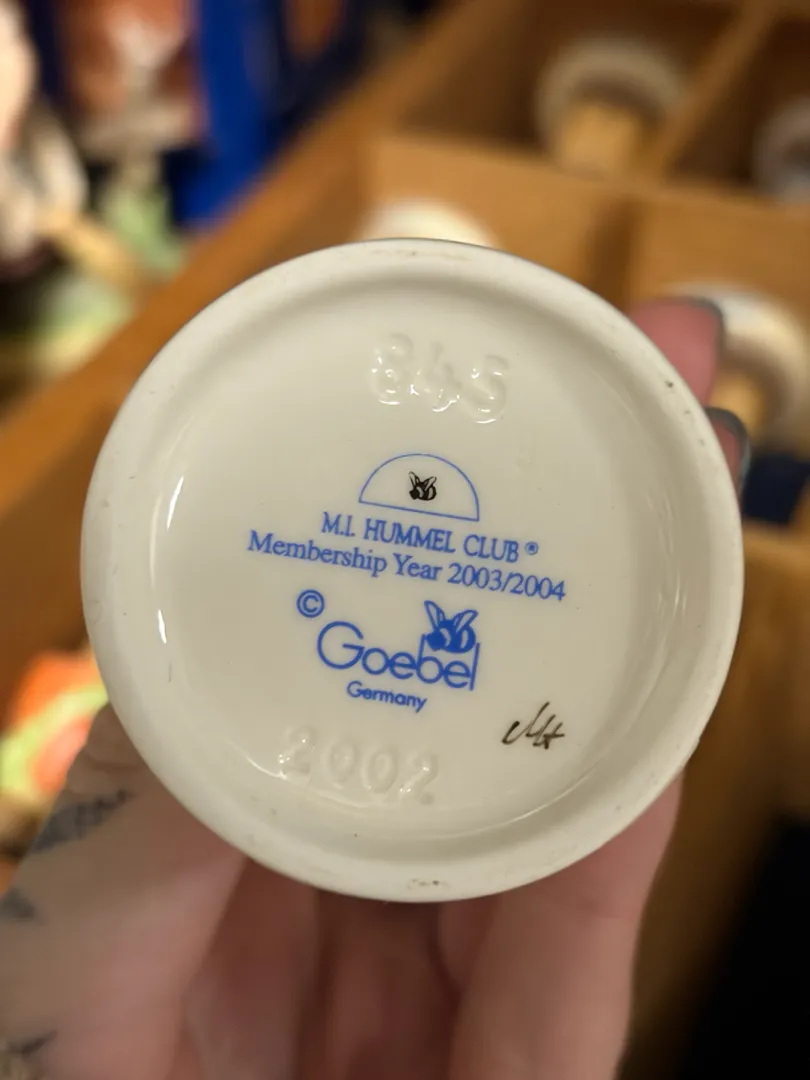 845
M.I. HUMMEL CLUB®
Membership Year 2003/2004
© Goebel
Germany
2002